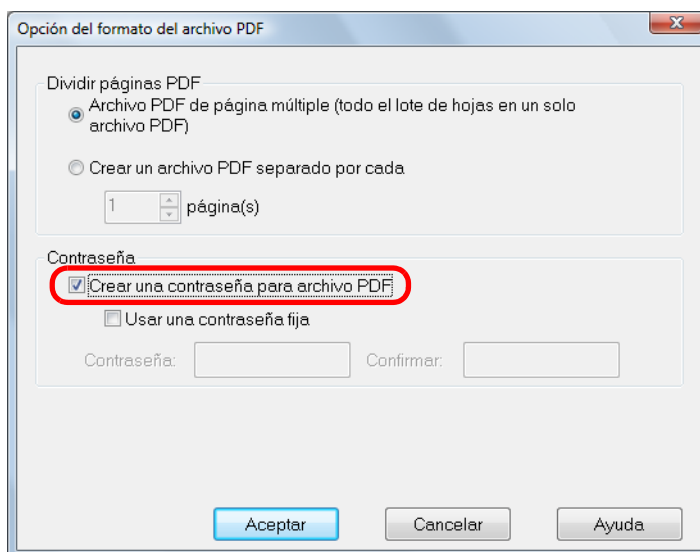 Opción del formato del archivo PDF
Dividir páginas PDF
Archivo PDF de página múltiple (todo el lote de hojas en un solo
archivo PDF)
Crear un archivo PDF separado por cada
1 página(s)
Contraseña
Crear una contraseña para archivo PDF
Usar una contraseña fija
Contraseña: Confirmar:
Aceptar Cancelar Ayuda